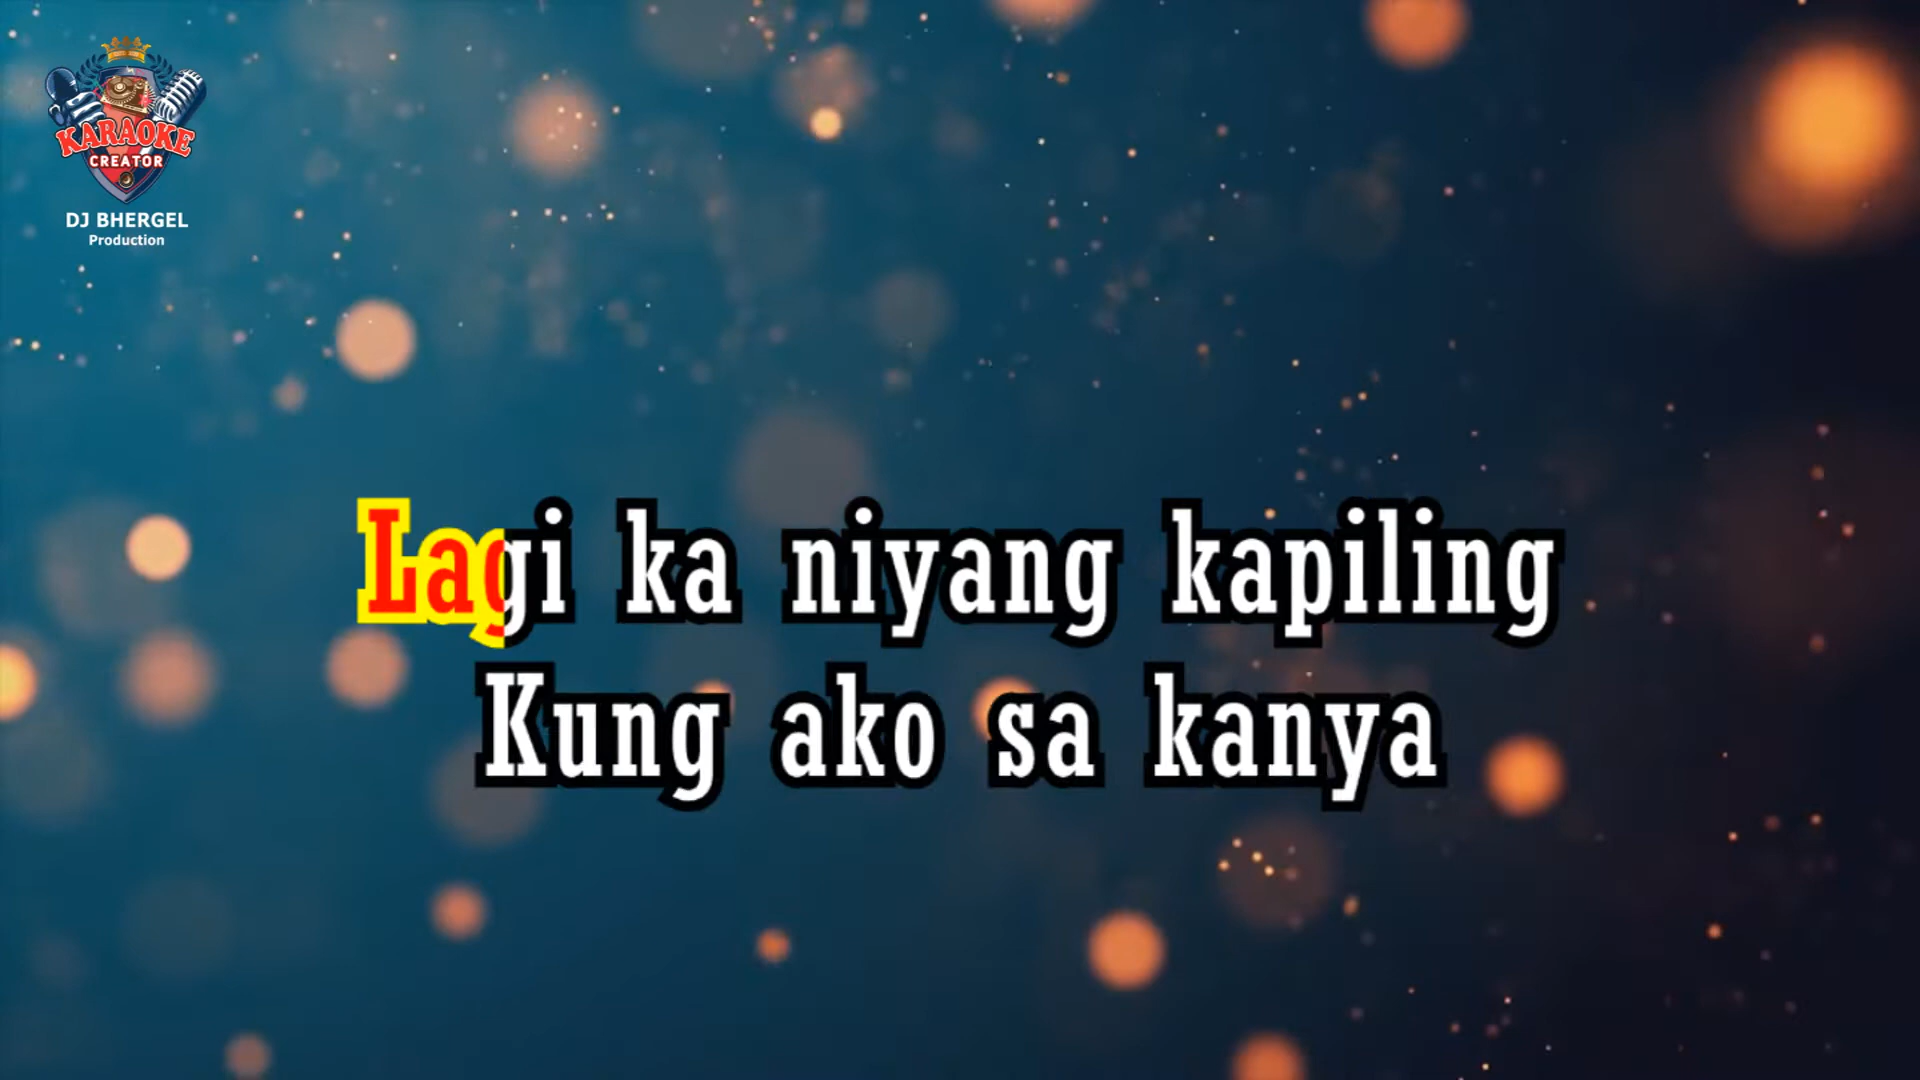 KARAOKE
CREATOR
DJ BHERGEL
Production
Lagi ka niyang kapiling
Kung ako sa kanya